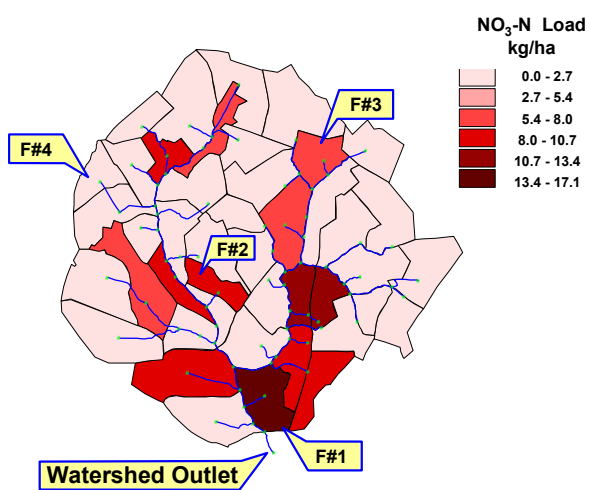 NO3-N Load
kg/ha
0.0 - 2.7
2.7 - 5.4
5.4 - 8.0
8.0 - 10.7
10.7 - 13.4
13.4 - 17.1
F#3
F#4
F#2
F#1
Watershed Outlet